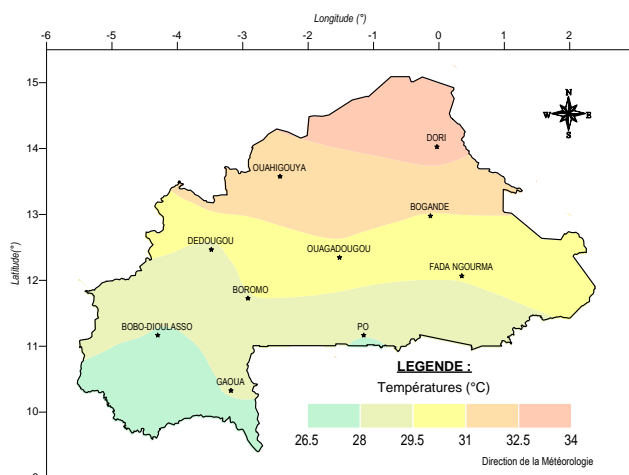 Longitude (°)
-6 -5 -4 -3 -2 -1 0 1 2
N
W E
S
15
14
13
12
11
10
9
Latitude(°)
DORI
OUAHIGOUYA
BOGANDE
DEDOUGOU
OUAGADOUGOU
FADA NGOURMA
BOROMO
BOBO-DIOULASSO
PO
GAOUA
LEGENDE :
Températures (°C)
26.5 28 29.5 31 32.5 34
Direction de la Météorologie